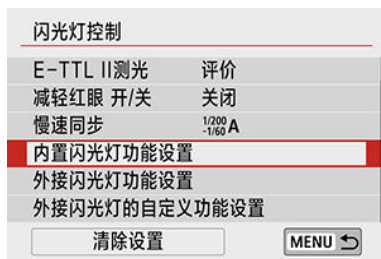 闪光灯控制
E-TTL II测光 评价
减轻红眼 开/关 关闭
慢速同步 1/200-1/60 A
内置闪光灯功能设置
外接闪光灯功能设置
外接闪光灯的自定义功能设置
清除设置 MENU